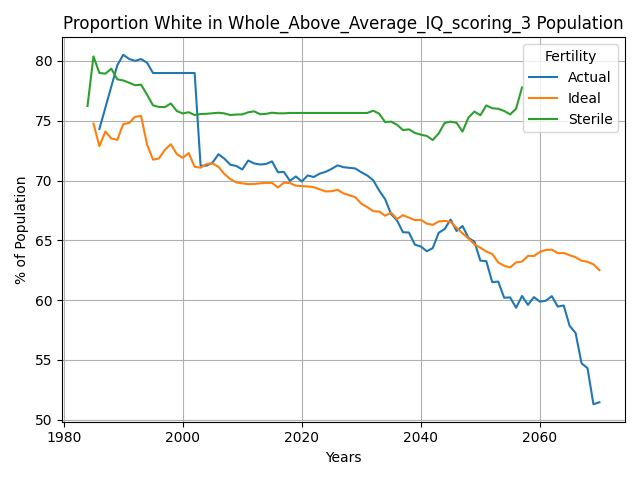 Proportion White in Whole_Above_Average_IQ_scoring_3 Population
Fertility
Actual
Ideal
Sterile
80
75
70
65
60
55
50
% of Population
1980
2000
2020
2040
2060
Years